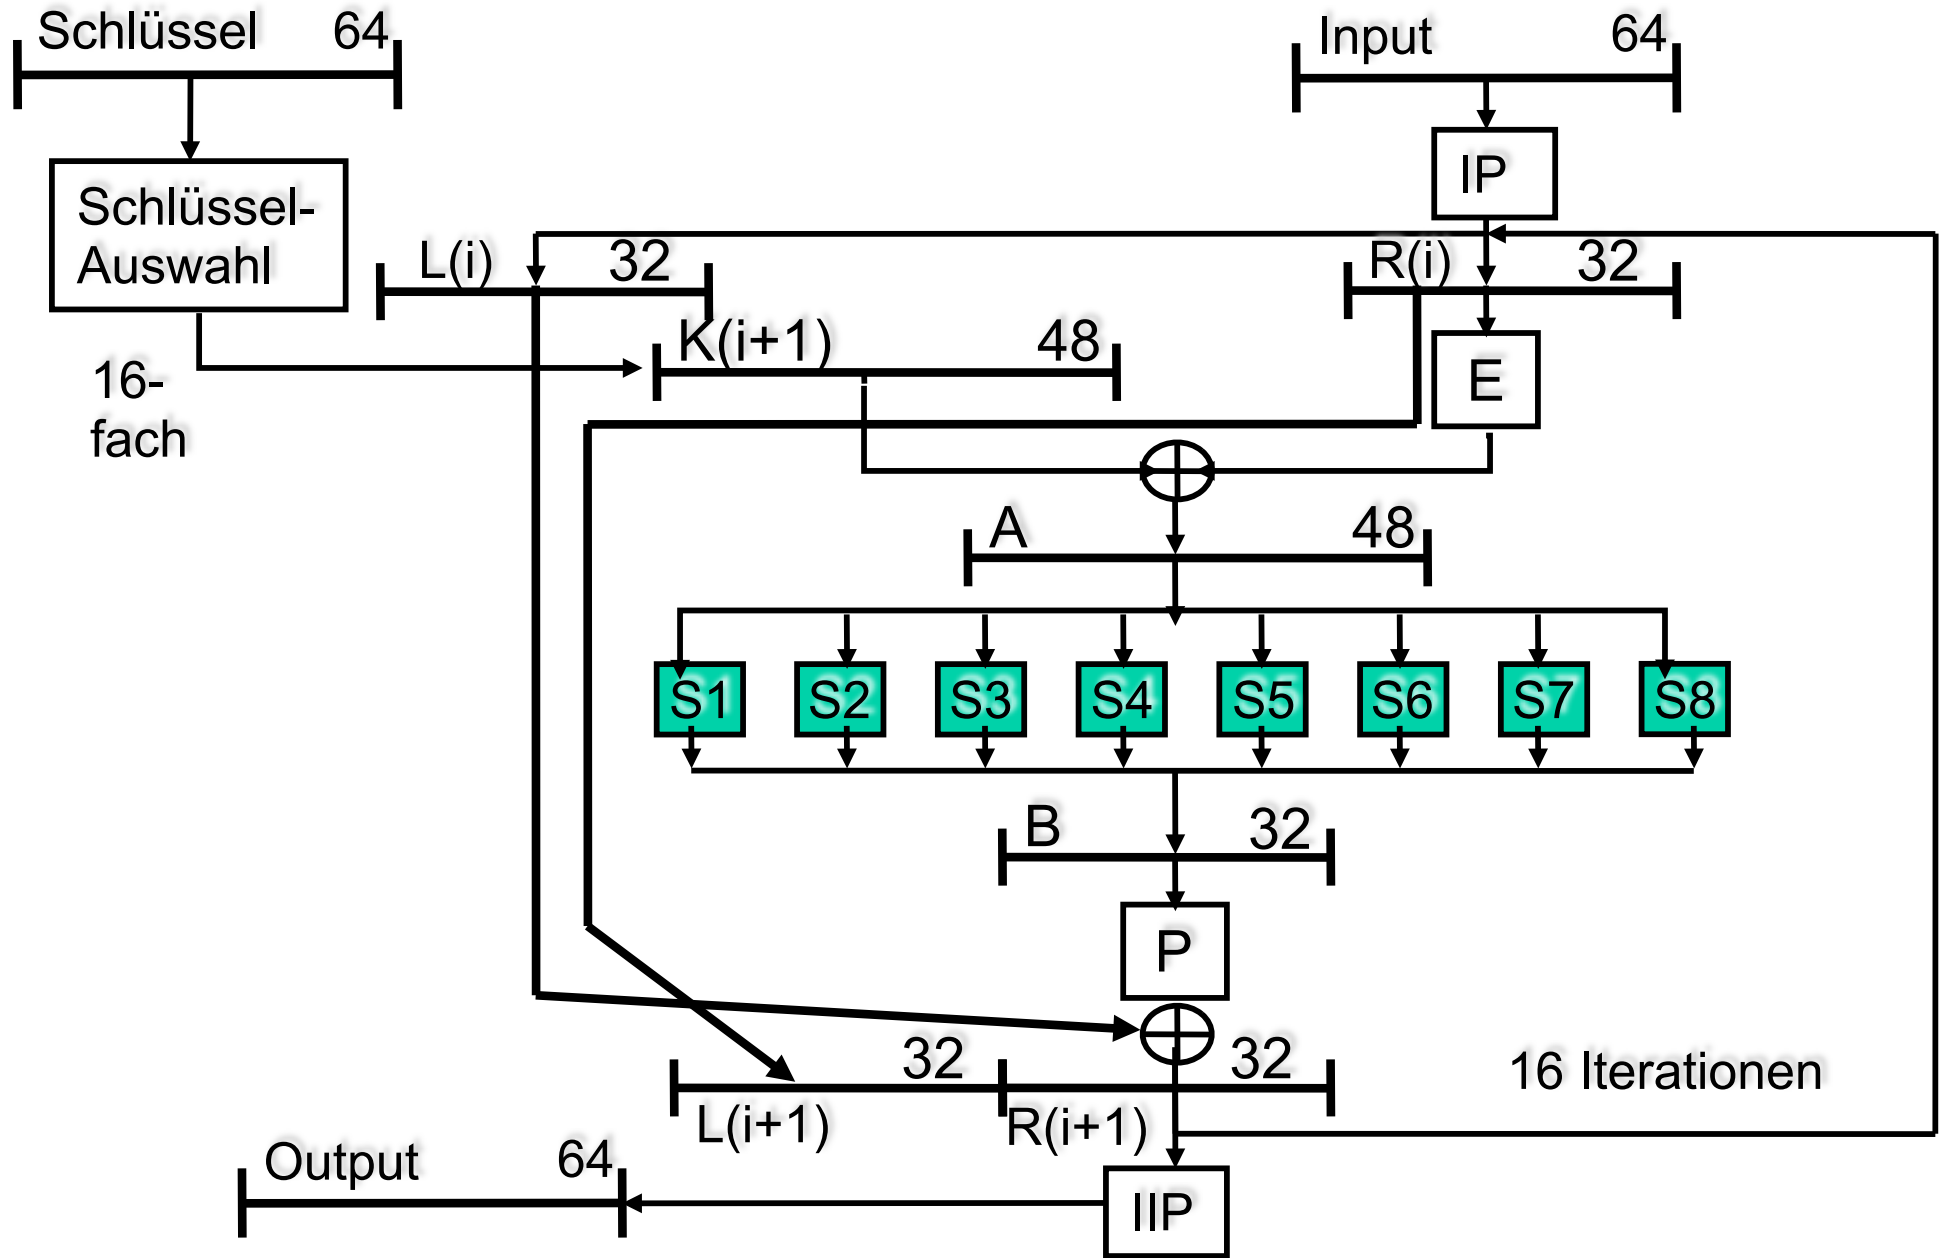 Schlüssel 64
Input 64
IP
Schlüssel-
Auswahl
L(i) 32
R(i) 32
K(i+1) 48
16-
fach
E
A 48
S1 S2 S3 S4 S5 S6 S7 S8
B 32
P
32 32
16 Iterationen
L(i+1) R(i+1)
Output 64
IIP